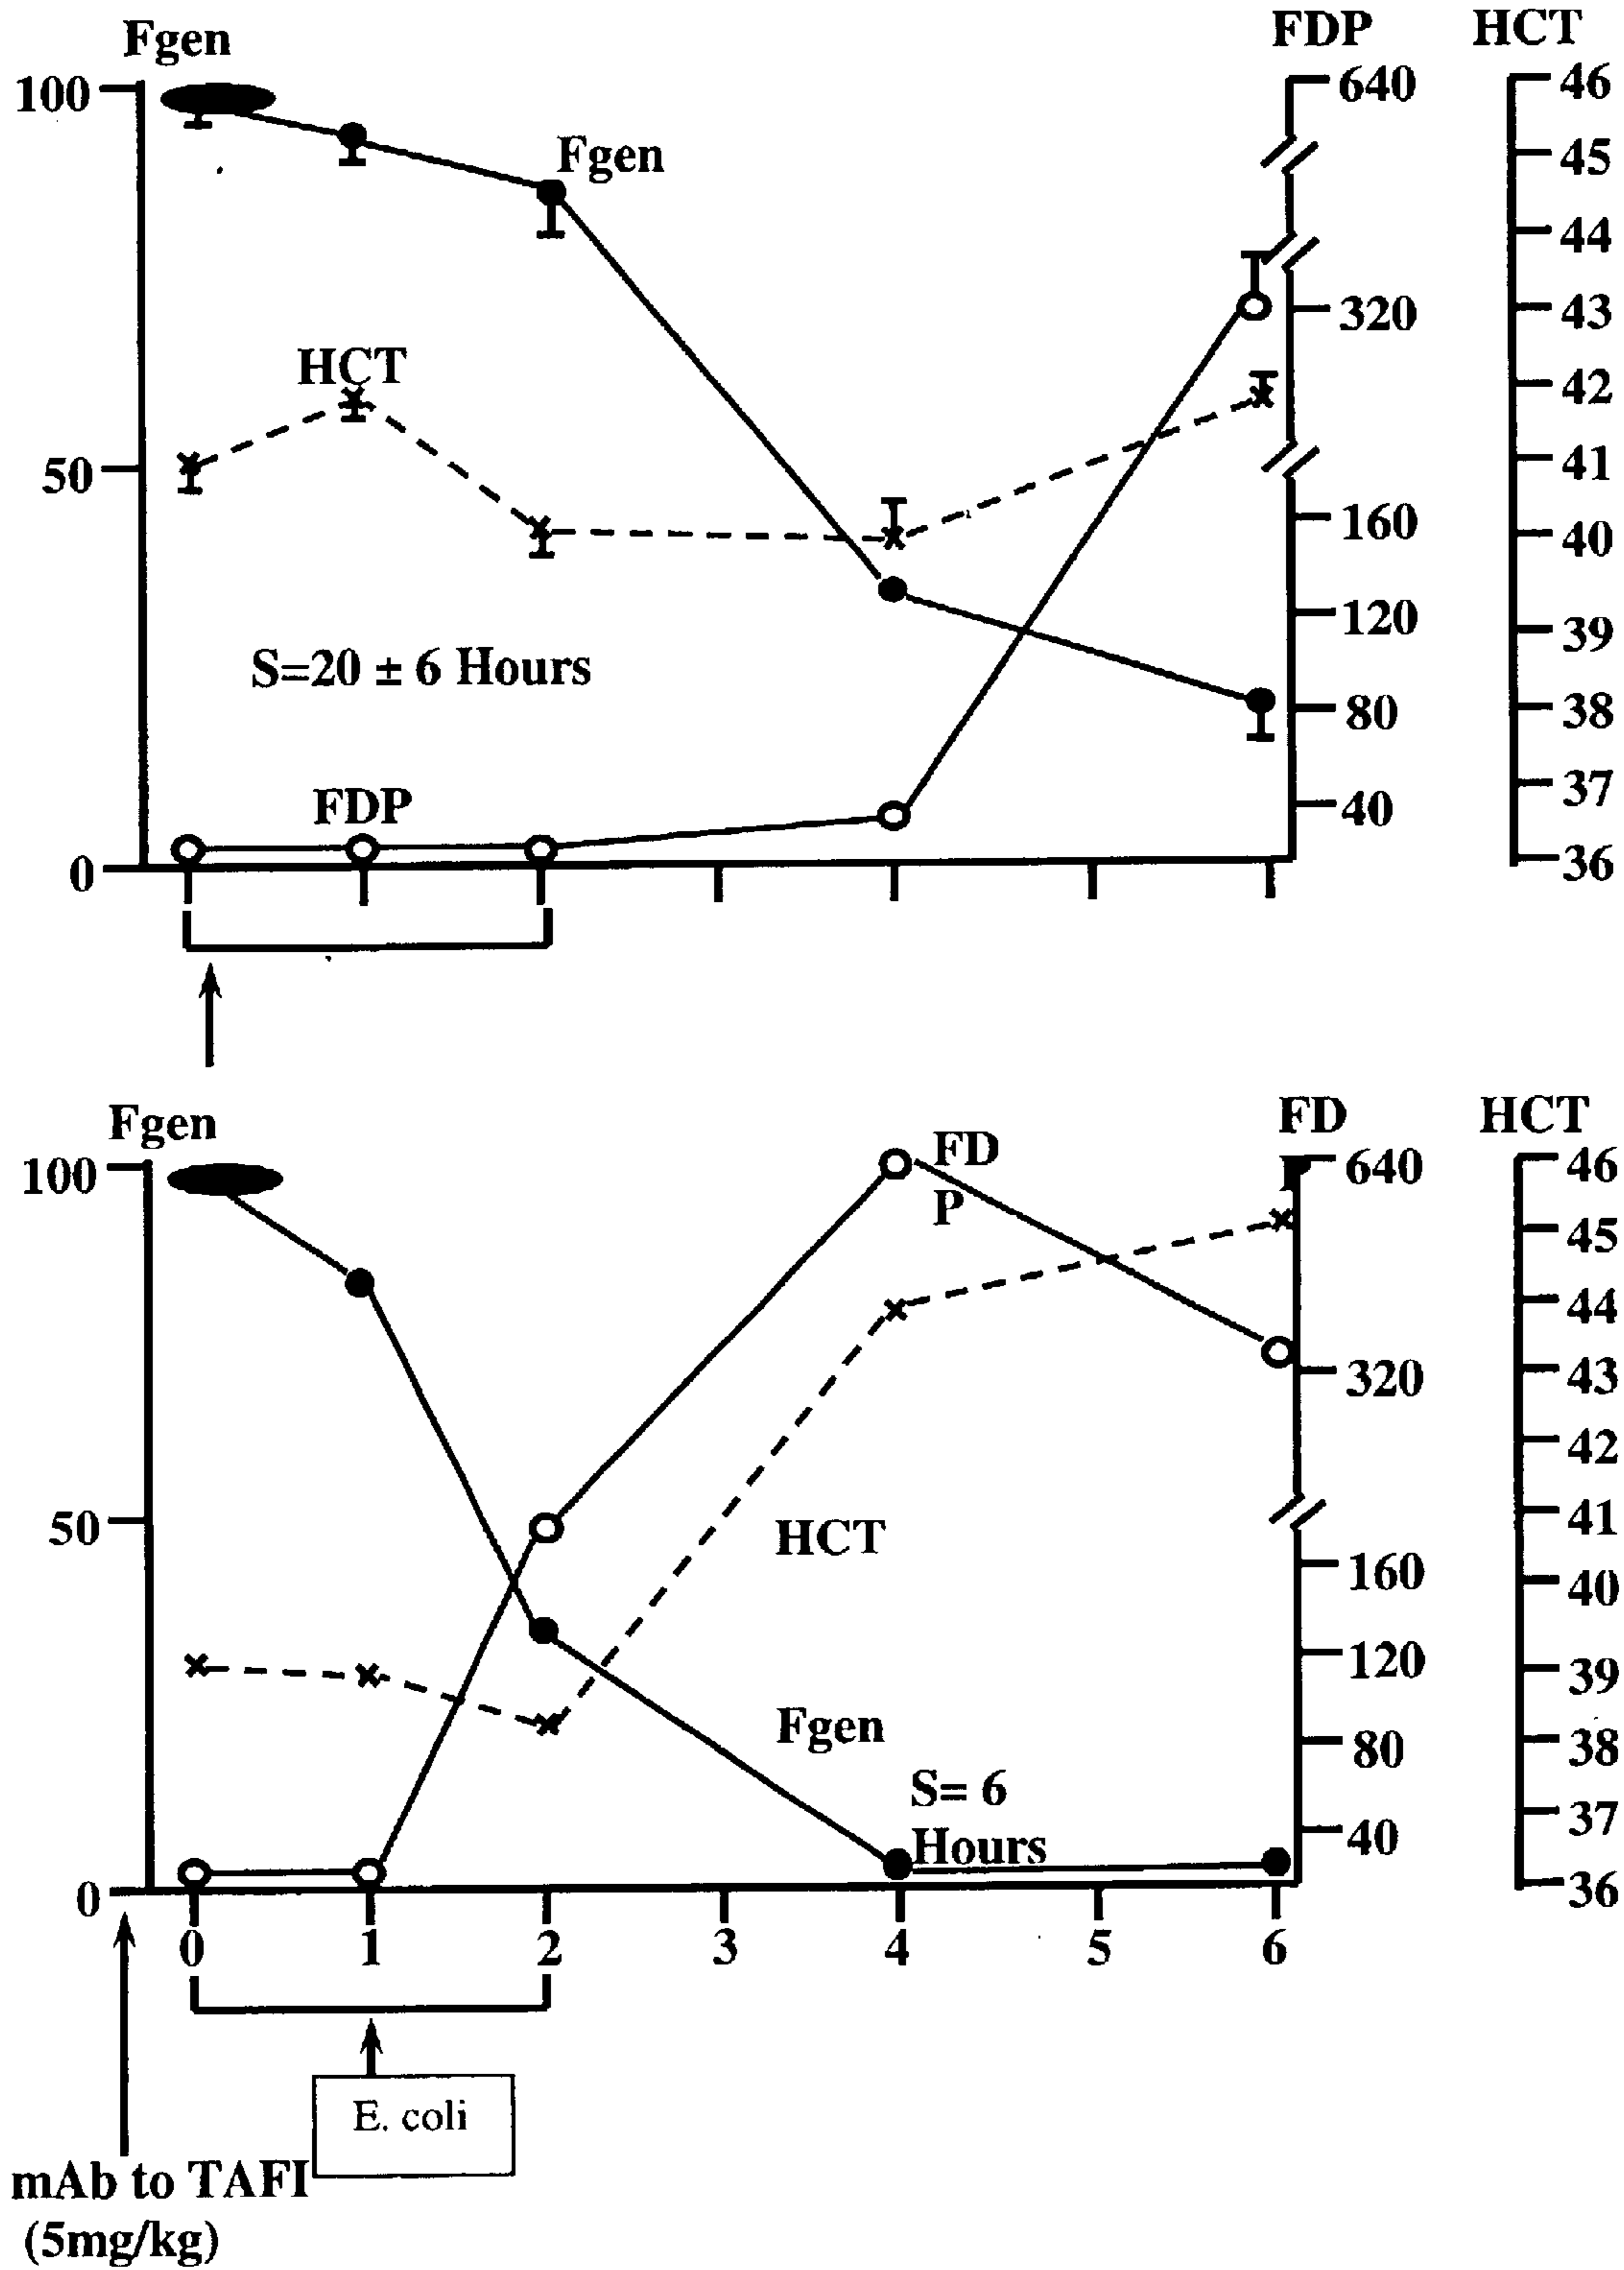 Fgen
FDP
HCT
100
50
0
640
320
160
120
80
40
46
45
44
43
42
41
40
39
38
37
36
Fgen
HCT
S=20 ± 6 Hours
FDP
Fgen
FD
HCT
100
50
0
P
640
320
160
120
80
40
46
45
44
43
42
41
40
39
38
37
36
FD
P
HCT
Fgen
S= 6
Hours
0
1
2
3
4
5
6
E. coli
mAb to TAFI
(5mg/kg)